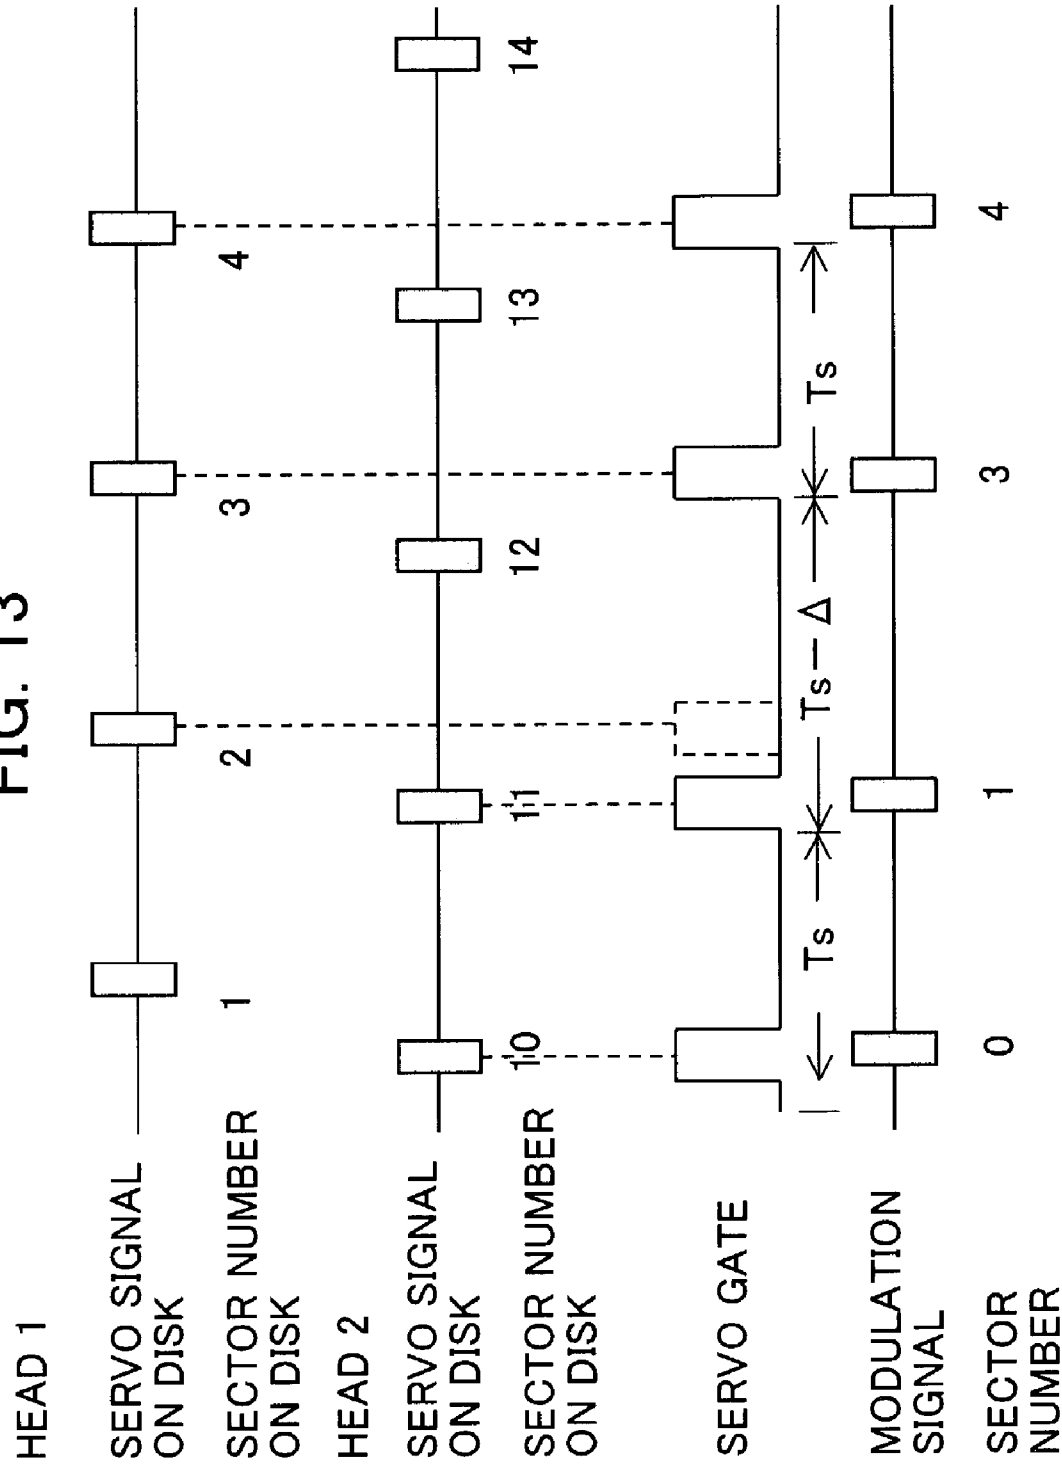 FIG. 13
HEAD 1
SERVO SIGNAL
ON DISK
SECTOR NUMBER
ON DISK
1 2 3 4
HEAD 2
SERVO SIGNAL
ON DISK
SECTOR NUMBER
ON DISK
10 11 12 13 14
SERVO GATE
Ts Ts—Δ Ts
MODULATION
SIGNAL
SECTOR
NUMBER
0 1 3 4